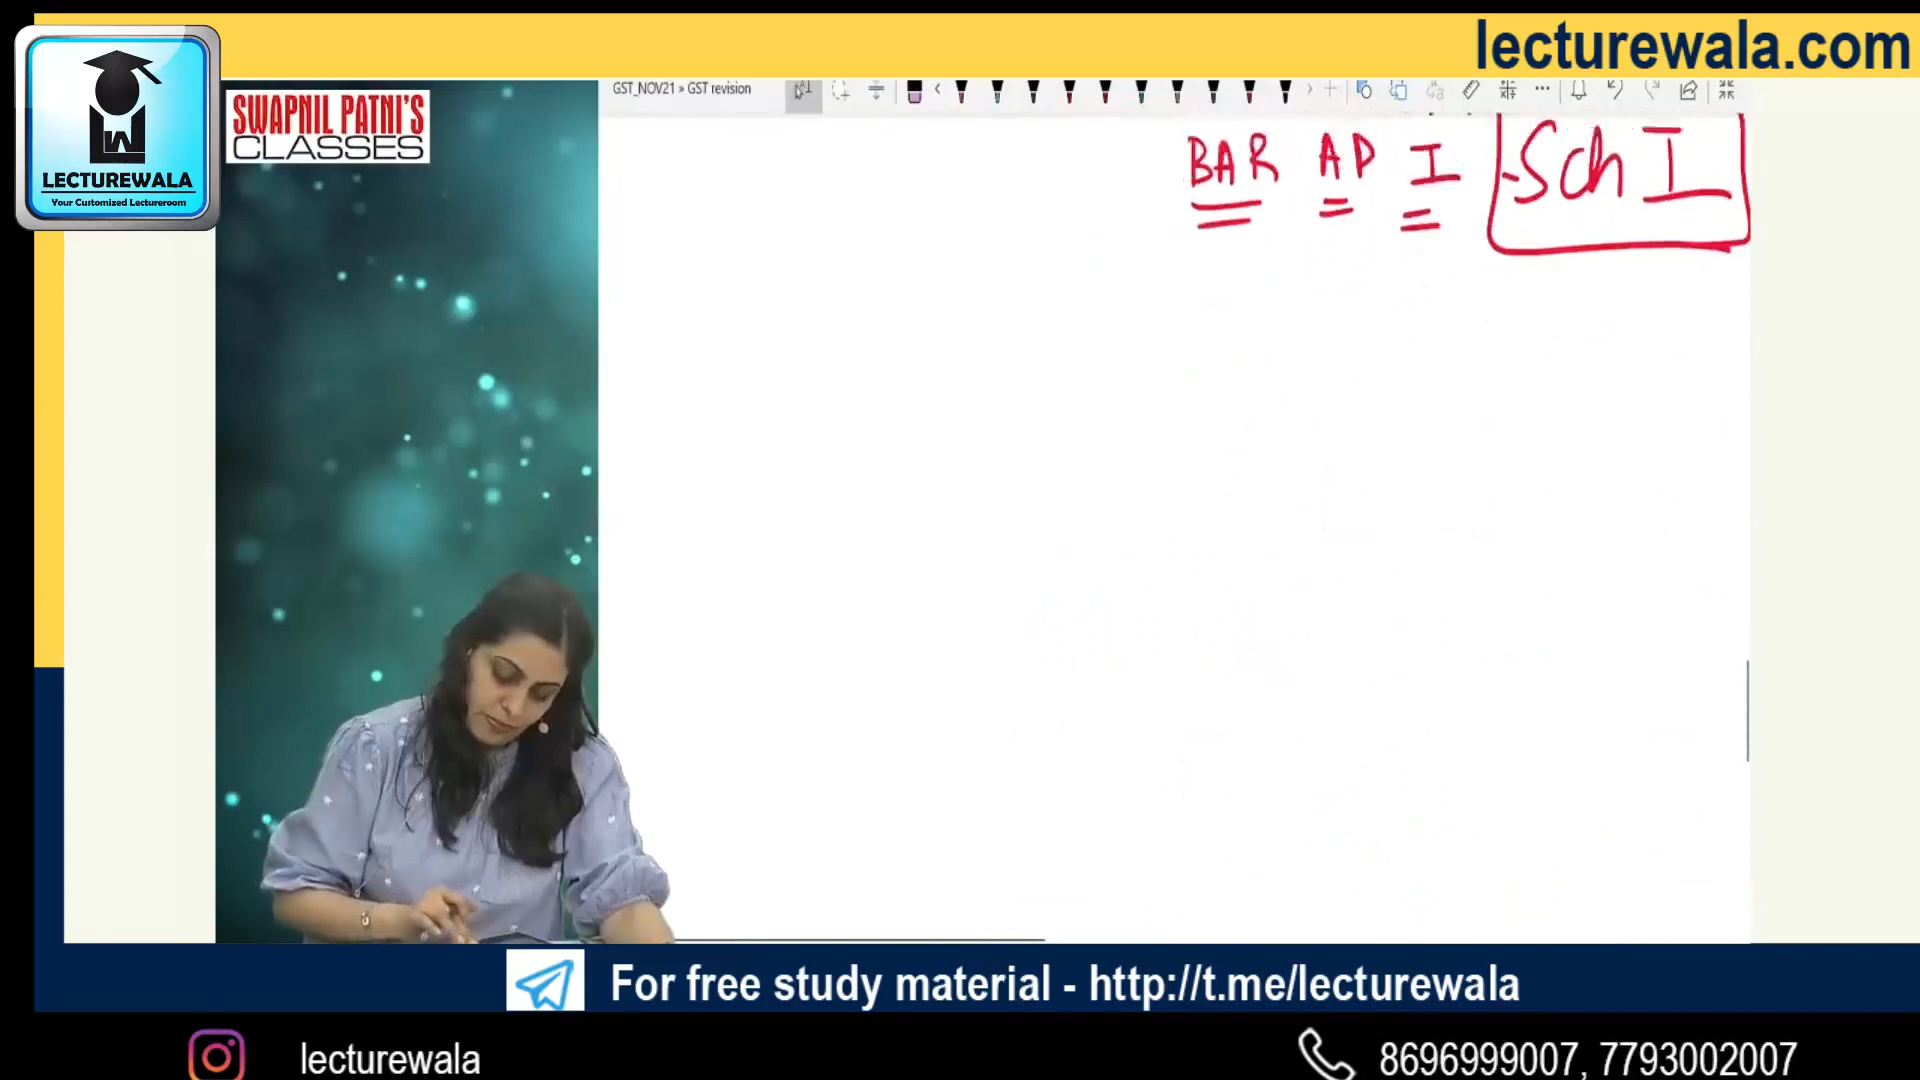 lecturewala.com
LW
LECTUREWALA
Your Customized Lectureroom
SWAPNIL PATNI'S
CLASSES
GST_NOV21 » GST revision
BAR AP I Sch I
For free study material - http://t.me/lecturewala
lecturewala
8696999007, 7793002007